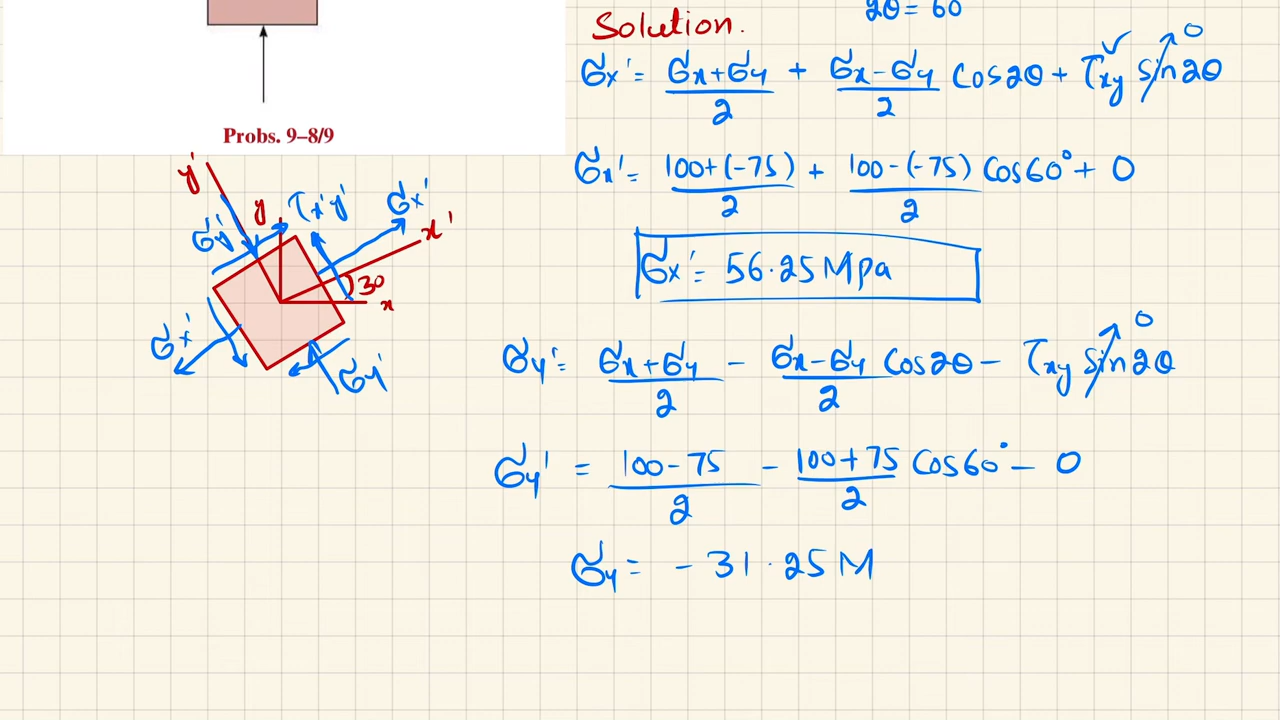 2θ = 60
Solution.
σx' = σx+σy/2 + σx-σy/2 cos2θ + τxy sin2θ 0
Probs. 9–8/9
σx' = 100+(-75)/2 + 100-(-75)/2 Cos60° + 0
σx' = 56.25 Mpa
y'
y
τx'y'
σx'
x'
σy'
30
x
σx'
σy'
σy' = σx+σy/2 - σx-σy/2 Cos2θ - τxy sin2θ 0
σy' = 100-75/2 - 100+75/2 Cos60° - 0
σy = -31.25 M